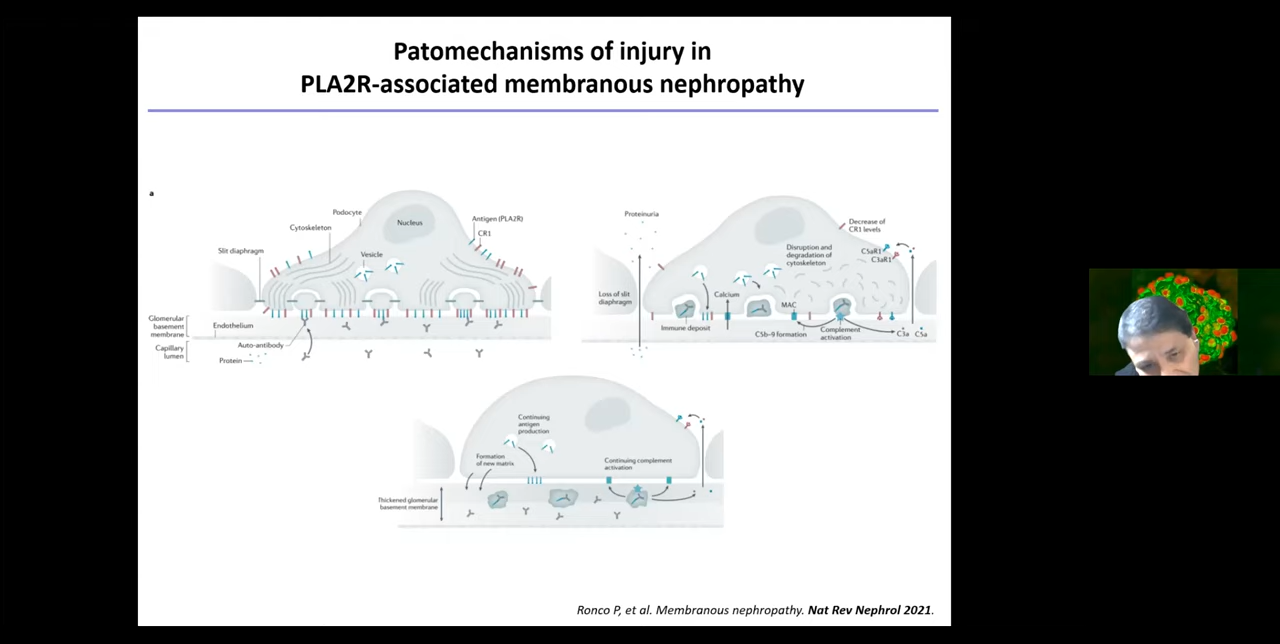 Patomechanisms of injury in
PLA2R-associated membranous nephropathy
a
Podocyte
Nucleus
Antigen (PLA2R)
CR1
Cytoskeleton
Slit diaphragm
Vesicle
Glomerular
basement
membrane
Endothelium
Capillary
lumen
Auto-antibody
Protein
Proteinuria
Decrease of
CR1 levels
Disruption and
degradation of
cytoskeleton
C5aR1
C3aR1
Loss of slit
diaphragm
Calcium
MAC
Immune deposit
C5b-9 formation
Complement
activation
C3a
C5a
Continuing
antigen
production
Formation
of new matrix
Continuing complement
activation
Thickened glomerular
basement membrane
Ronco P, et al. Membranous nephropathy. Nat Rev Nephrol 2021.